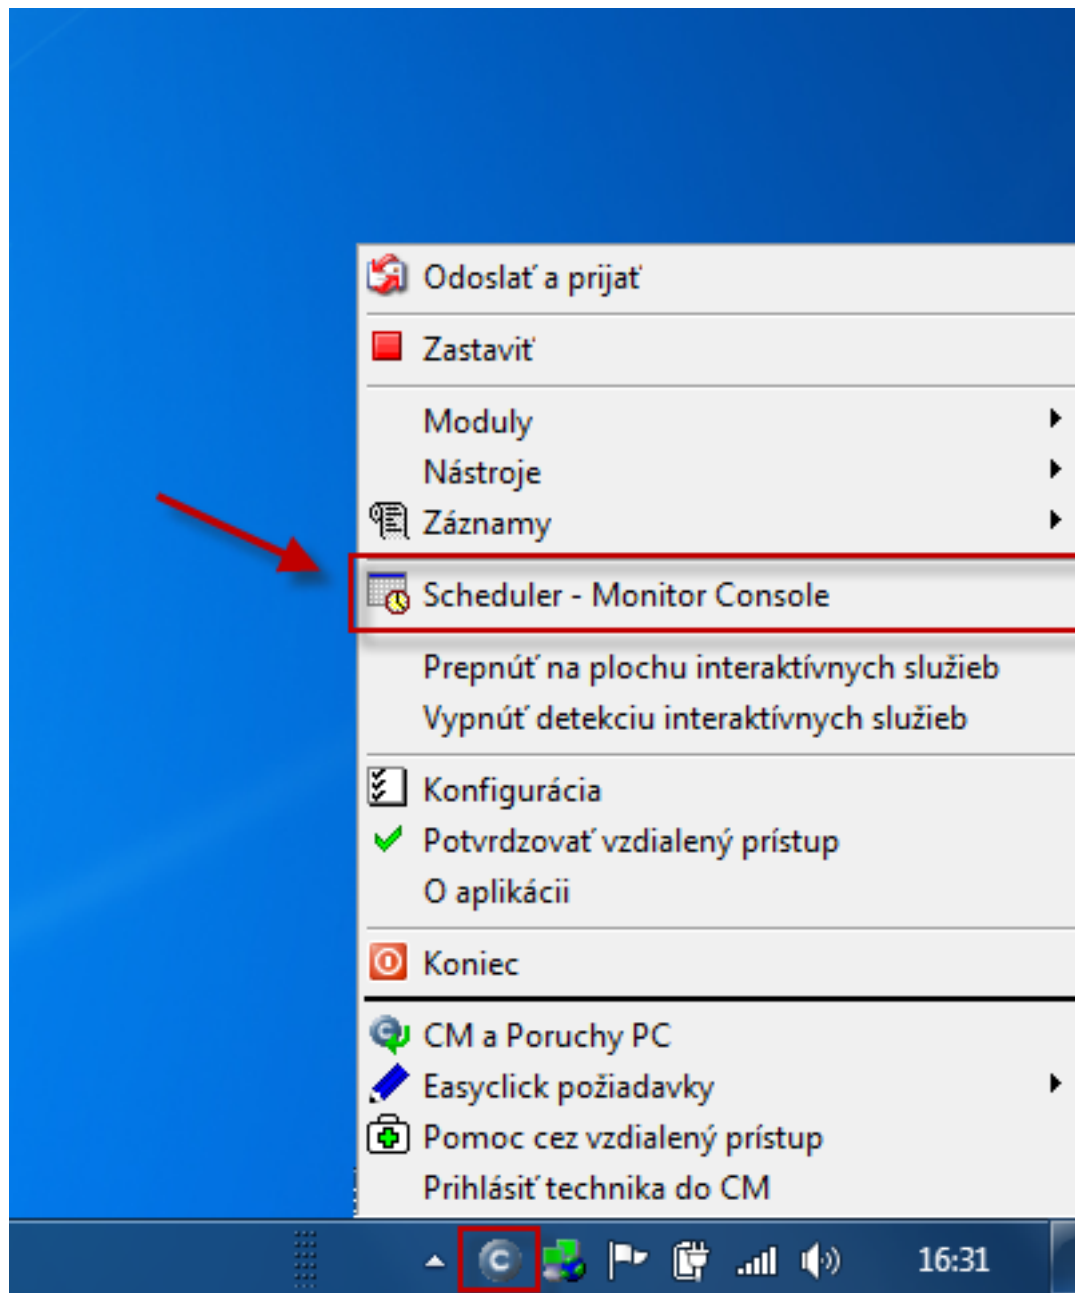 Odoslať a prijať
Zastaviť
Moduly
Nástroje
Záznamy
Scheduler - Monitor Console
Prepnúť na plochu interaktívnych služieb
Vypnúť detekciu interaktívnych služieb
Konfigurácia
Potvrdzovať vzdialený prístup
O aplikácii
Koniec
CM a Poruchy PC
Easyclick požiadavky
Pomoc cez vzdialený prístup
Prihlásiť technika do CM
C
16:31